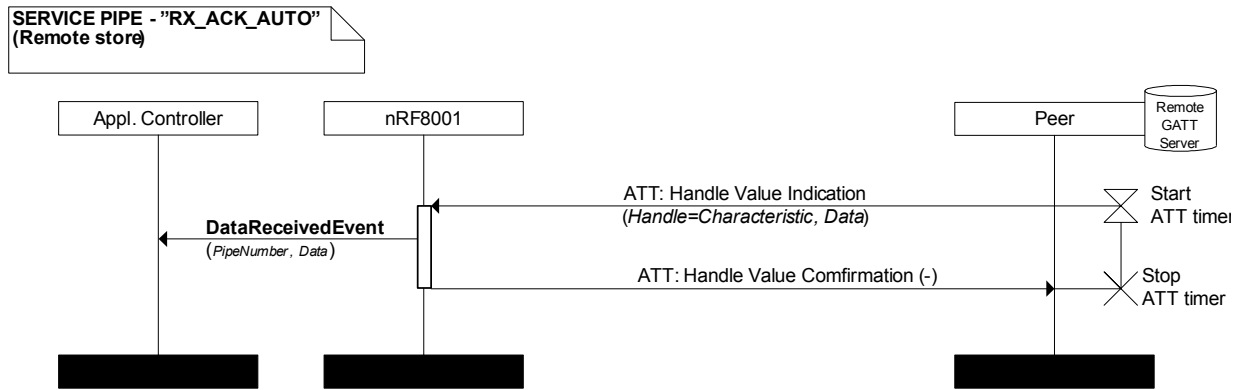 SERVICE PIPE - ”RX_ACK_AUTO”
(Remote store)
Appl. Controller
nRF8001
Peer
Remote
GATT
Server
ATT: Handle Value Indication
(Handle=Characteristic, Data)
Start
ATT timer
DataReceivedEvent
(PipeNumber, Data)
ATT: Handle Value Comfirmation (-)
Stop
ATT timer